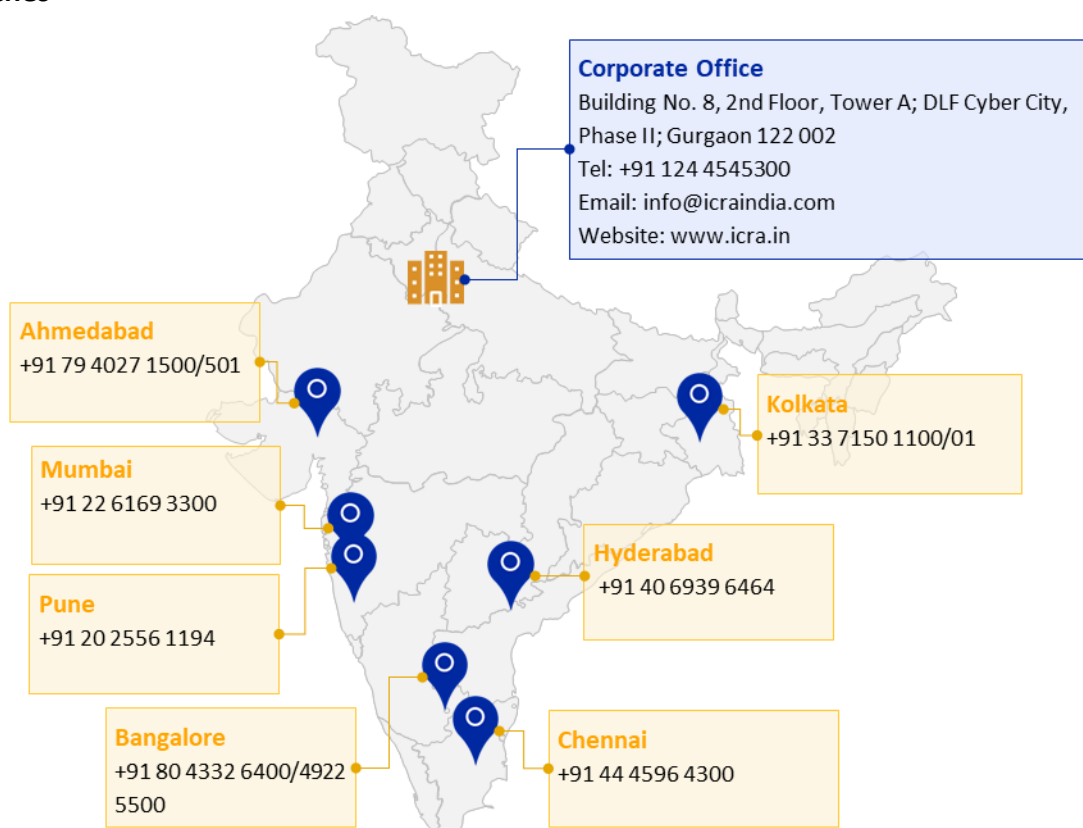 Corporate Office
Building No. 8, 2nd Floor, Tower A; DLF Cyber City,
Phase II; Gurgaon 122 002
Tel: +91 124 4545300
Email: info@icraindia.com
Website: www.icra.in
Ahmedabad
+91 79 4027 1500/501
Kolkata
+91 33 7150 1100/01
Mumbai
+91 22 6169 3300
Hyderabad
+91 40 6939 6464
Pune
+91 20 2556 1194
Bangalore
+91 80 4332 6400/4922
5500
Chennai
+91 44 4596 4300